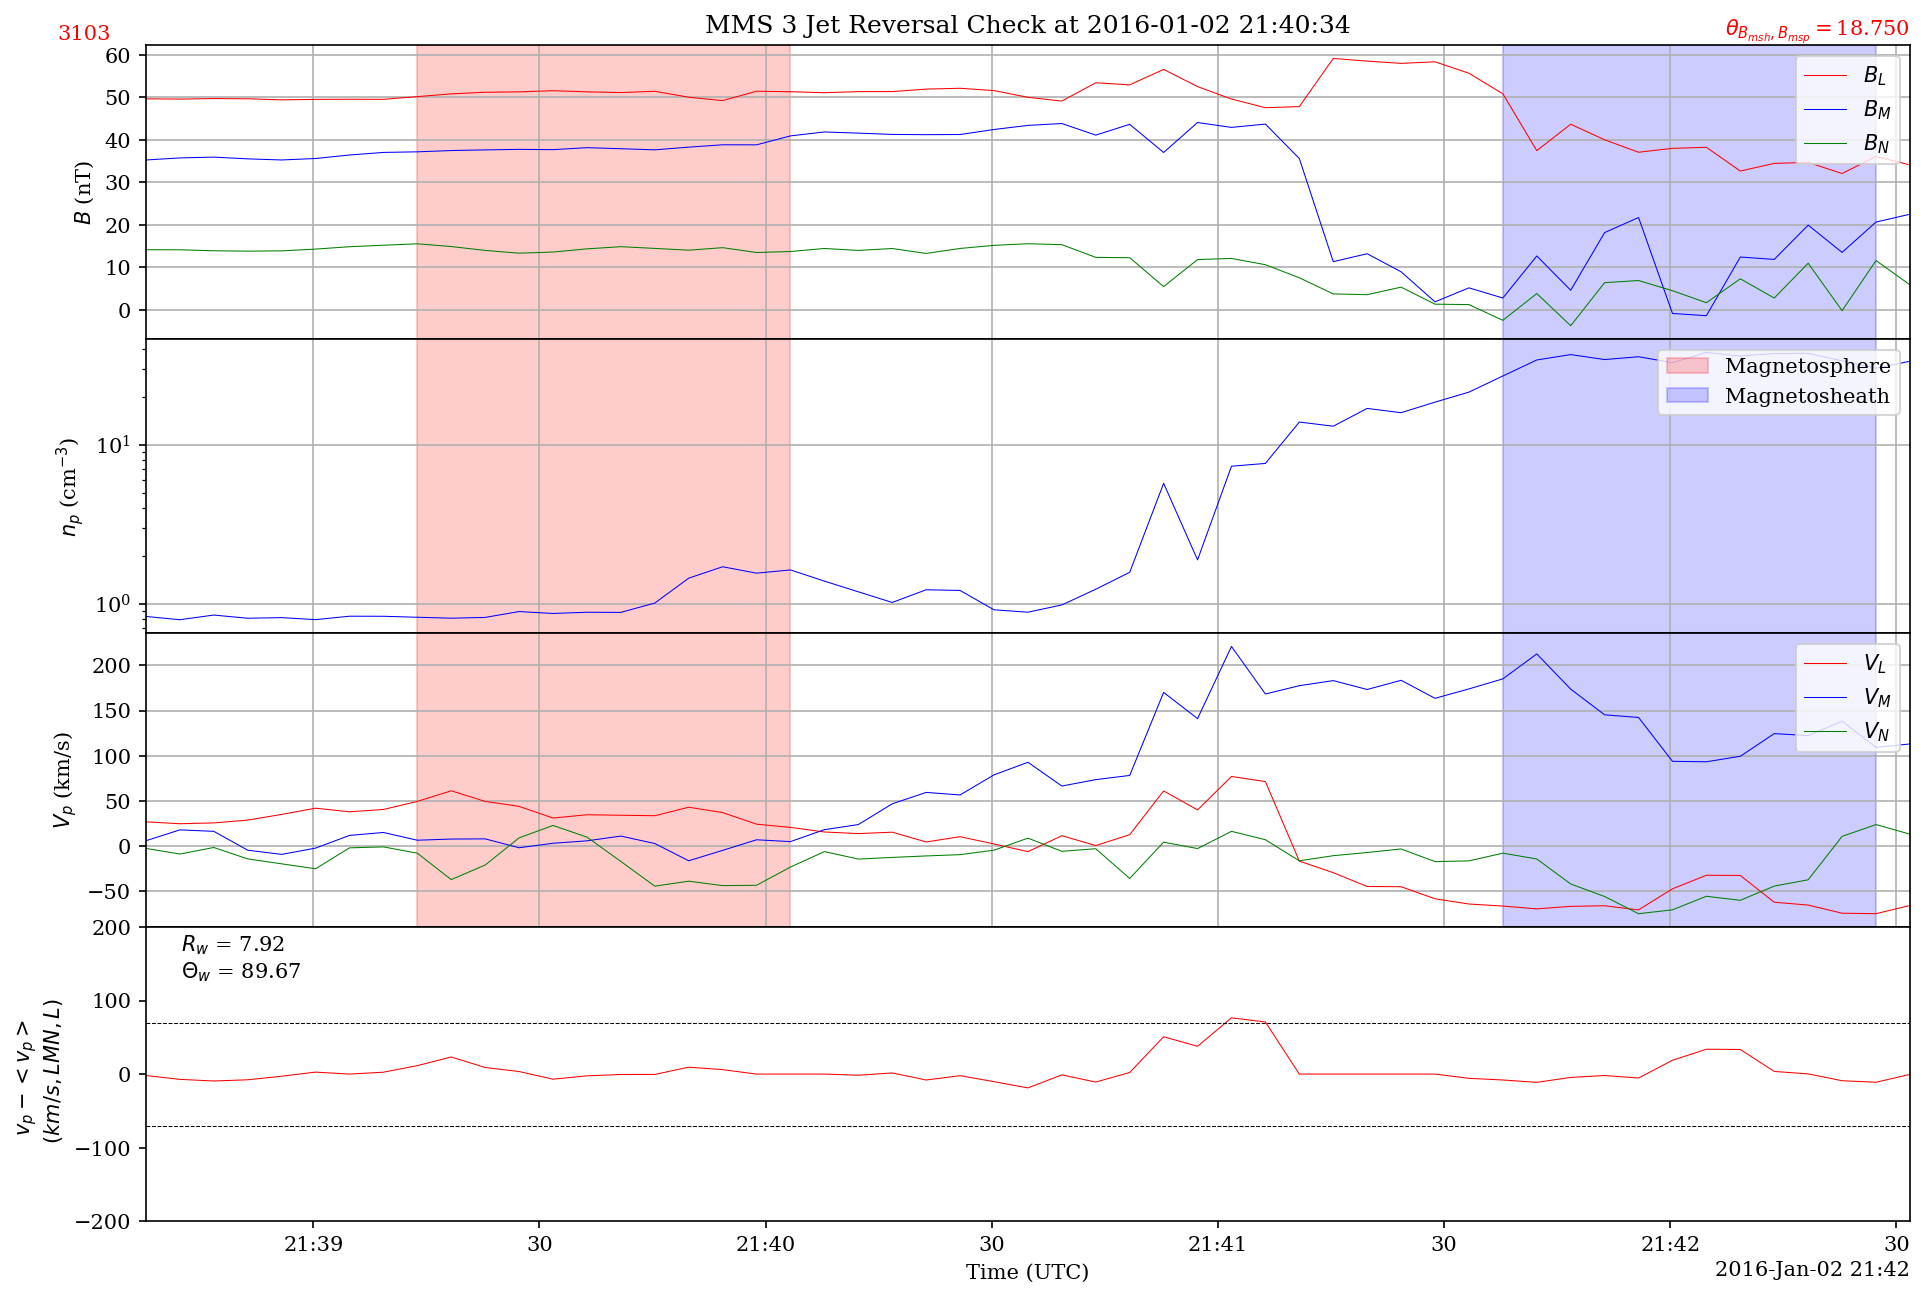 3103
MMS 3 Jet Reversal Check at 2016-01-02 21:40:34
θ_{B_{msh}, B_{msp}} = 18.750
60
50
40
30
20
10
0
B (nT)
B_L
B_M
B_N
10^1
10^0
n_p (cm^{−3})
Magnetosphere
Magnetosheath
200
150
100
50
0
−50
V_p (km/s)
V_L
V_M
V_N
200
100
0
−100
−200
v_p − < v_p >
(km/s, LMN, L)
R_w = 7.92
Θ_w = 89.67
21:39
30
21:40
30
21:41
30
21:42
30
Time (UTC)
2016-Jan-02 21:42